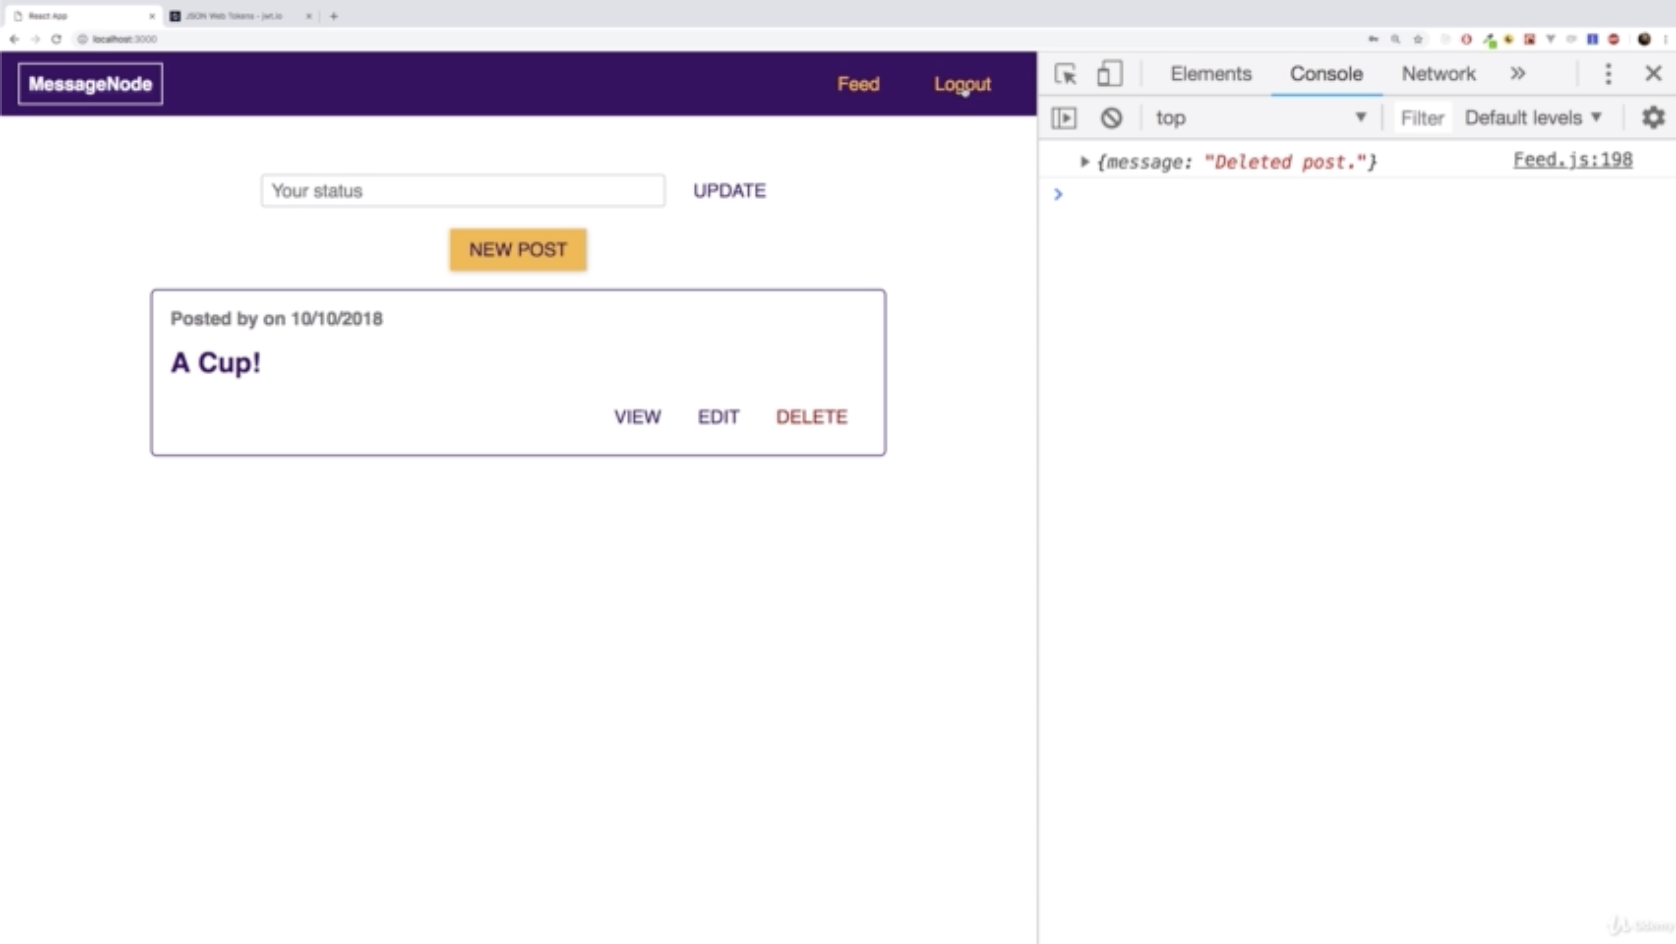 React App
JSON Web Tokens - jwt.io
localhost:3000
MessageNode
Feed
Logout
Your status
UPDATE
NEW POST
Posted by on 10/10/2018
A Cup!
VIEW
EDIT
DELETE
Elements
Console
Network
top
Filter
Default levels
{message: "Deleted post."}
Feed.js:198
Udemy